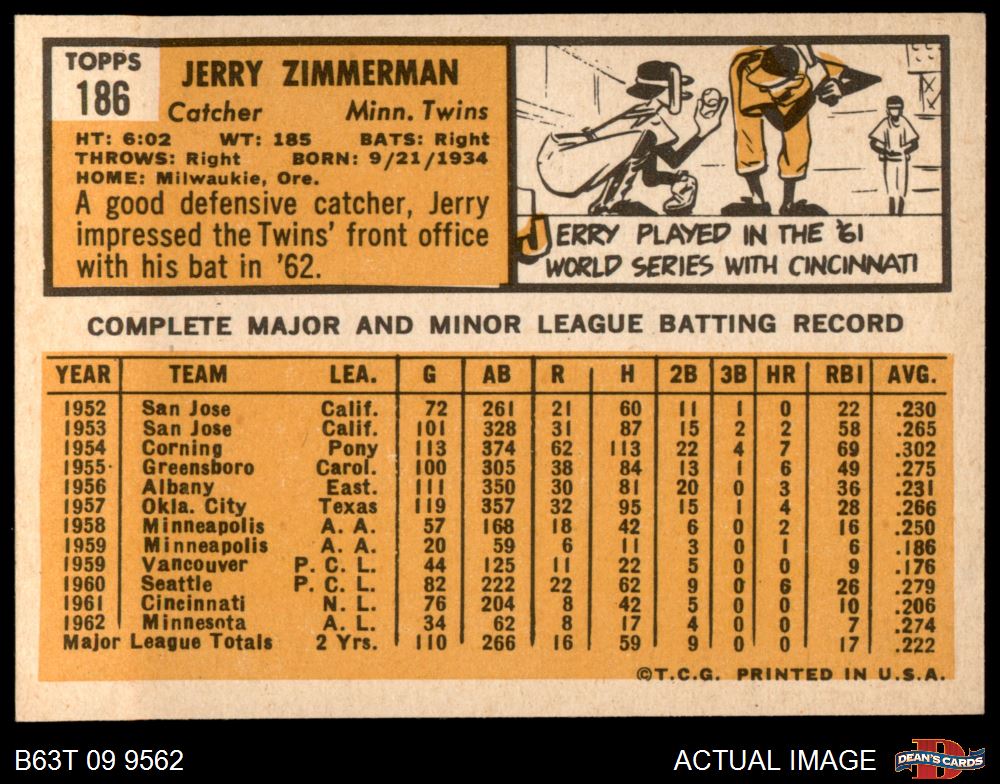 TOPPS
186
JERRY ZIMMERMAN
Catcher Minn. Twins
HT: 6:02 WT: 185 BATS: Right
THROWS: Right BORN: 9/21/1934
HOME: Milwaukie, Ore.
A good defensive catcher, Jerry
impressed the Twins' front office
with his bat in '62.
JERRY PLAYED IN THE '61
WORLD SERIES WITH CINCINNATI
COMPLETE MAJOR AND MINOR LEAGUE BATTING RECORD
YEAR TEAM LEA. G AB R H 2B 3B HR RBI AVG.
1952 San Jose Calif. 72 261 21 60 11 1 0 22 .230
1953 San Jose Calif. 101 328 31 87 15 2 2 58 .265
1954 Corning Pony 113 374 62 113 22 4 7 69 .302
1955 Greensboro Carol. 100 305 38 84 13 1 6 49 .275
1956 Albany East. 111 350 30 81 20 0 3 36 .231
1957 Okla. City Texas 119 357 32 95 15 1 4 28 .266
1958 Minneapolis A. A. 57 168 18 42 6 0 2 16 .250
1959 Minneapolis A. A. 20 59 6 11 3 0 1 6 .186
1959 Vancouver P. C. L. 44 125 11 22 5 0 0 9 .176
1960 Seattle P. C. L. 82 222 22 62 9 0 6 26 .279
1961 Cincinnati N. L. 76 204 8 42 5 0 0 10 .206
1962 Minnesota A. L. 34 62 8 17 4 0 0 7 .274
Major League Totals 2 Yrs. 110 266 16 59 9 0 0 17 .222
©T.C.G. PRINTED IN U.S.A.
B63T 09 9562 ACTUAL IMAGE D DEAN'S CARDS